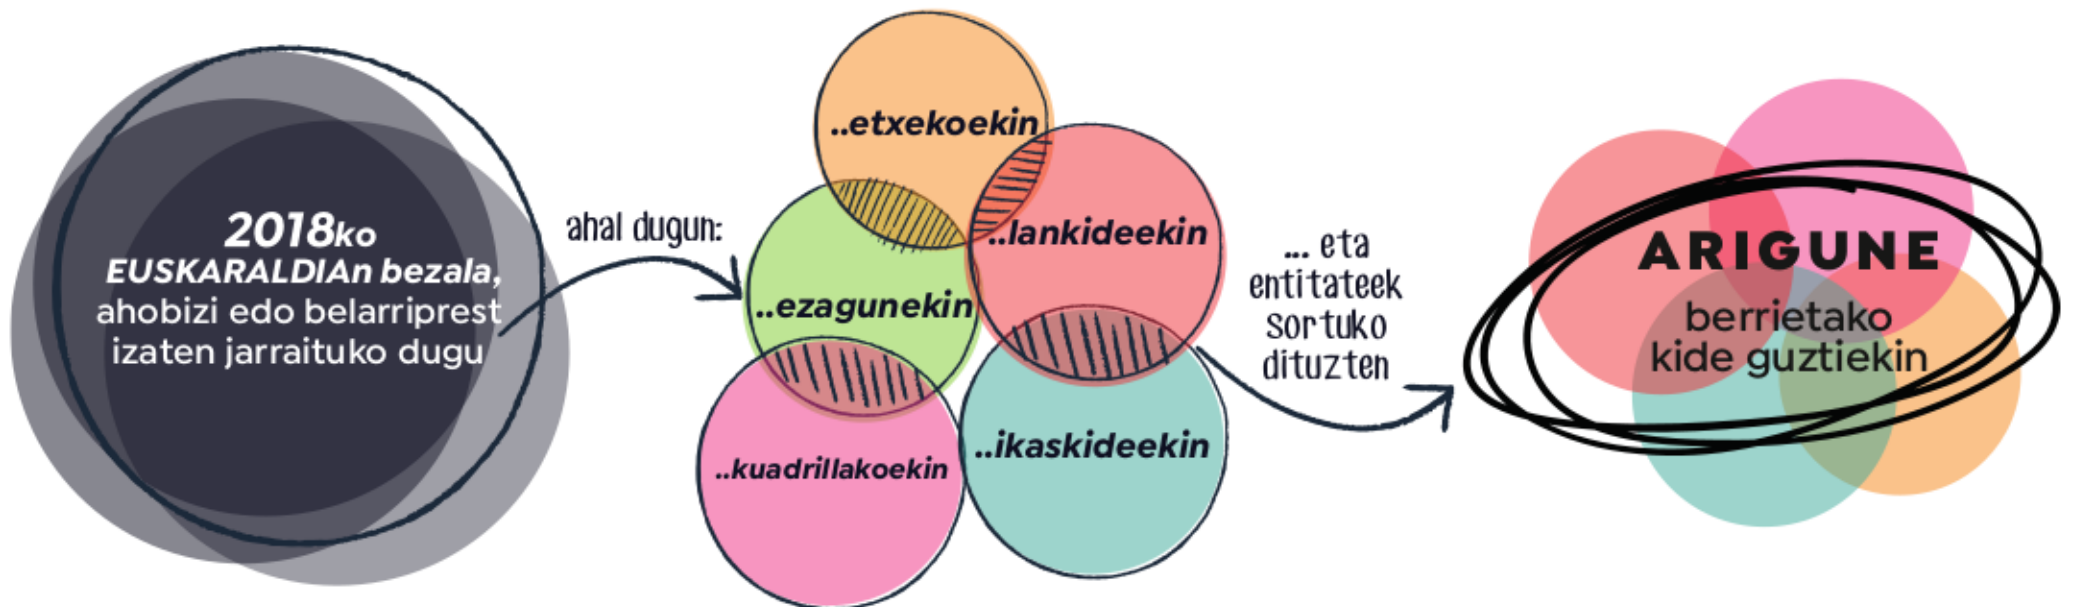 2018ko
EUSKARALDIAn bezala,
ahobizi edo belarriprest
izaten jarraituko dugu
ahal dugun:
..etxekoekin
..lankideekin
..ezagunekin
..ikaskideekin
..kuadrillakoekin
... eta
entitateek
sortuko
dituzten
ARIGUNE
berrietako
kide guztiekin